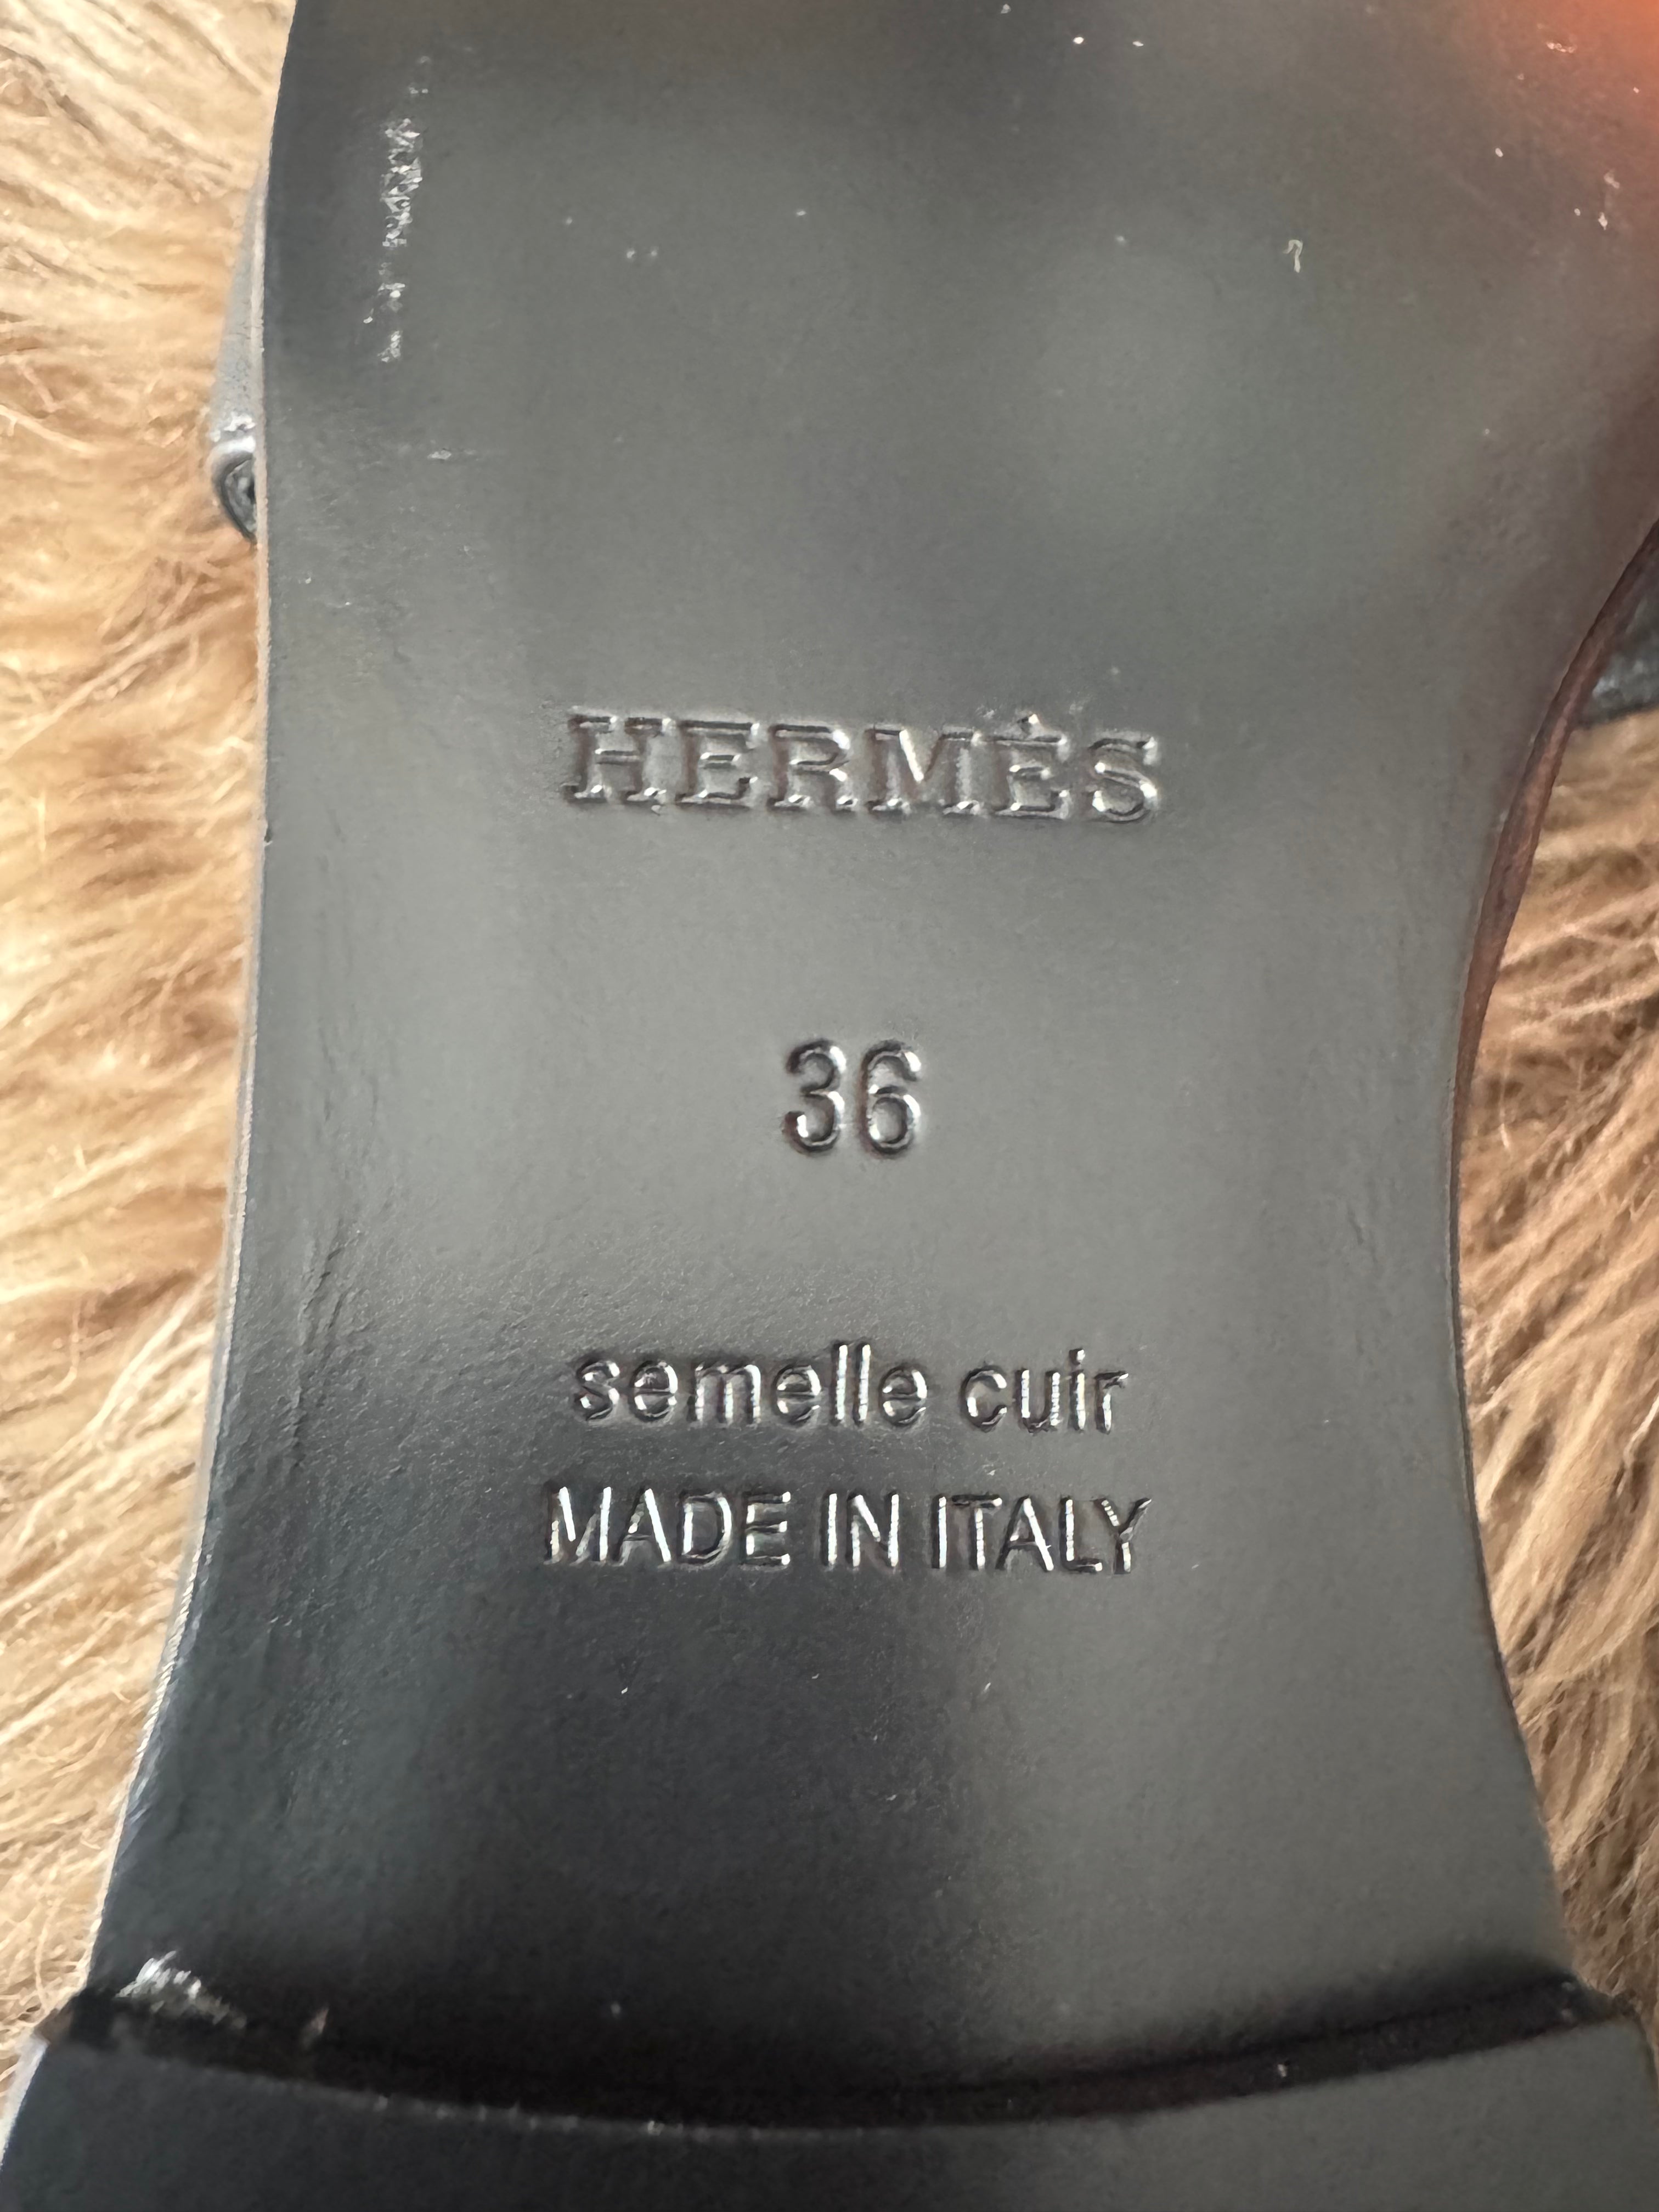 HERMÈS
36
semelle cuir
MADE IN ITALY